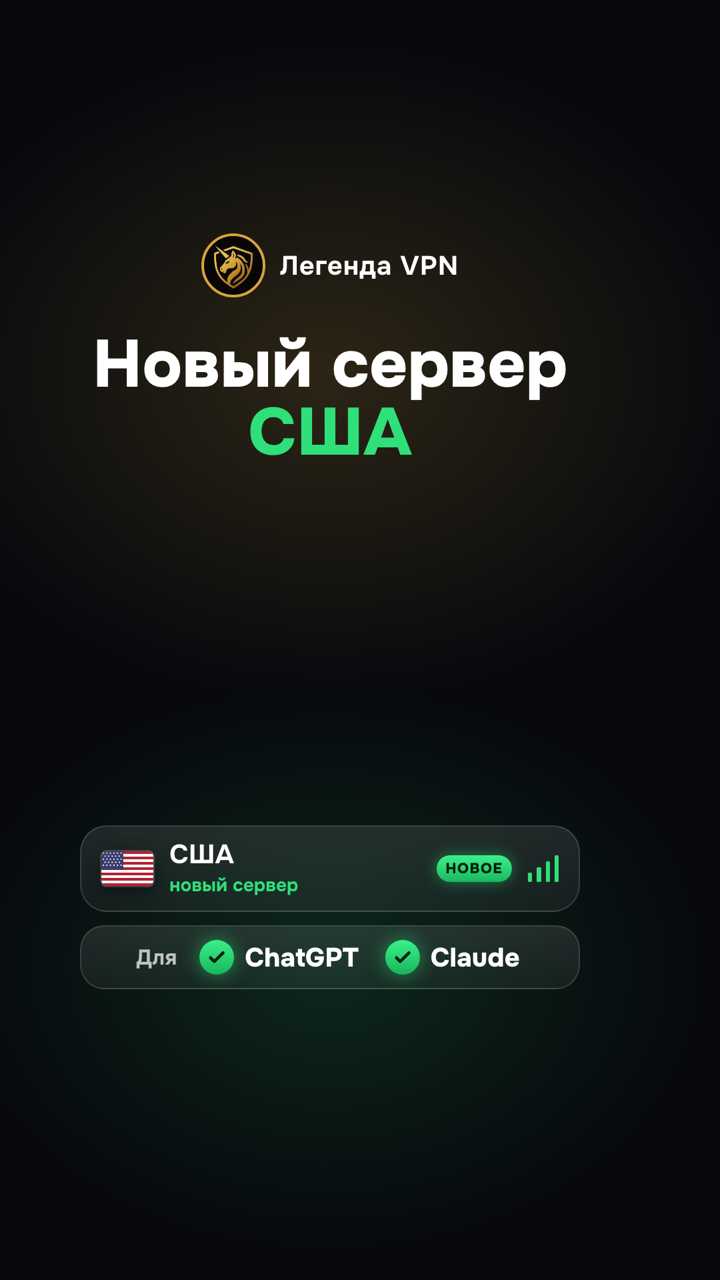 Легенда VPN
Новый сервер
США
США
новый сервер
НОВОЕ
Для ChatGPT Claude